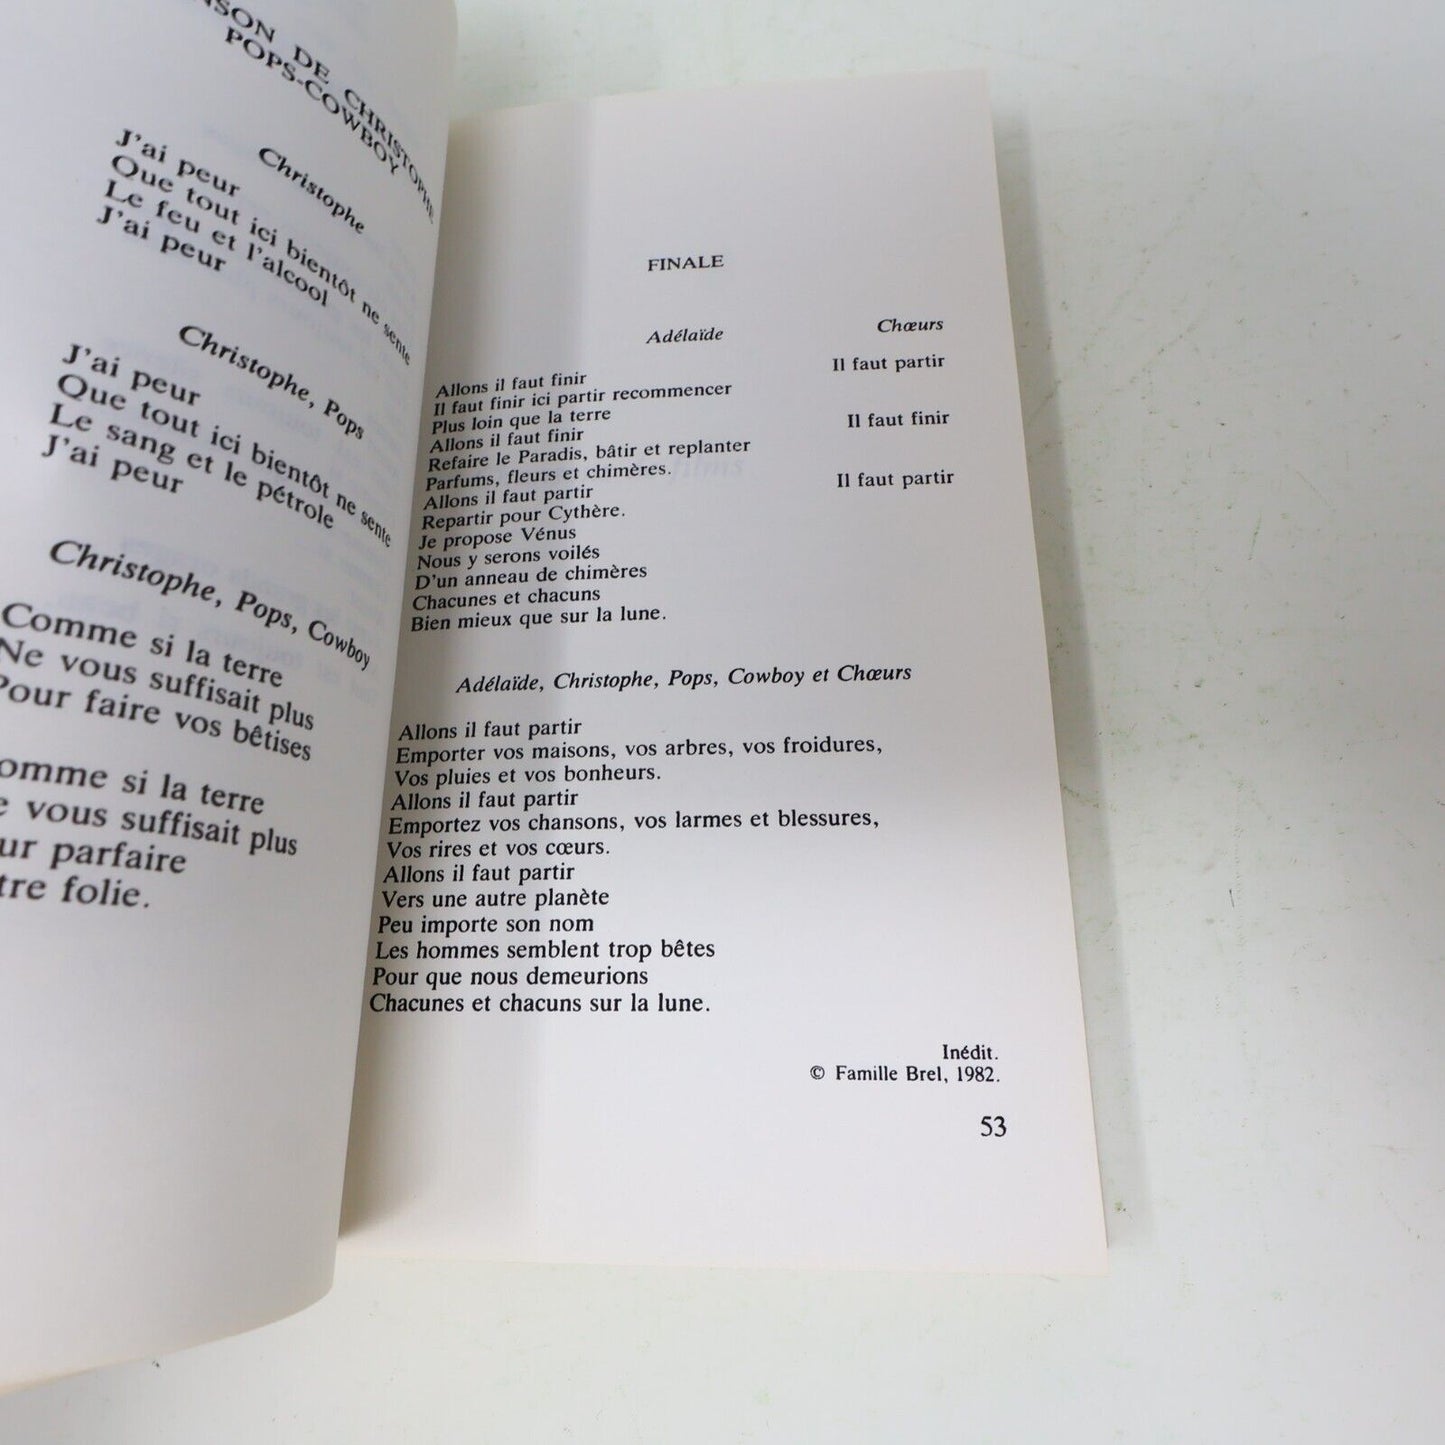 DE CHRISTOPHE
POPS-COWBOY
Christophe
J'ai peur
Que tout ici bientôt ne sente
Le feu et l'alcool
J'ai peur
Christophe, Pops
J'ai peur
Que tout ici bientôt ne sente
Le sang et le pétrole
J'ai peur
Christophe, Pops, Cowboy
Comme si la terre
Ne vous suffisait plus
Pour faire vos bêtises
si la terre
vous suffisait plus
parfaire
folie.
FINALE
Adélaïde Chœurs
Allons il faut finir Il faut partir
Il faut finir ici partir recommencer
Plus loin que la terre
Allons il faut finir Il faut finir
Refaire le Paradis, bâtir et replanter
Parfums, fleurs et chimères.
Allons il faut partir Il faut partir
Repartir pour Cythère.
Je propose Vénus
Nous y serons voilés
D'un anneau de chimères
Chacunes et chacuns
Bien mieux que sur la lune.
Adélaïde, Christophe, Pops, Cowboy et Chœurs
Allons il faut partir
Emporter vos maisons, vos arbres, vos froidures,
Vos pluies et vos bonheurs.
Allons il faut partir
Emportez vos chansons, vos larmes et blessures,
Vos rires et vos cœurs.
Allons il faut partir
Vers une autre planète
Peu importe son nom
Les hommes semblent trop bêtes
Pour que nous demeurions
Chacunes et chacuns sur la lune.
Inédit.
© Famille Brel, 1982.
53